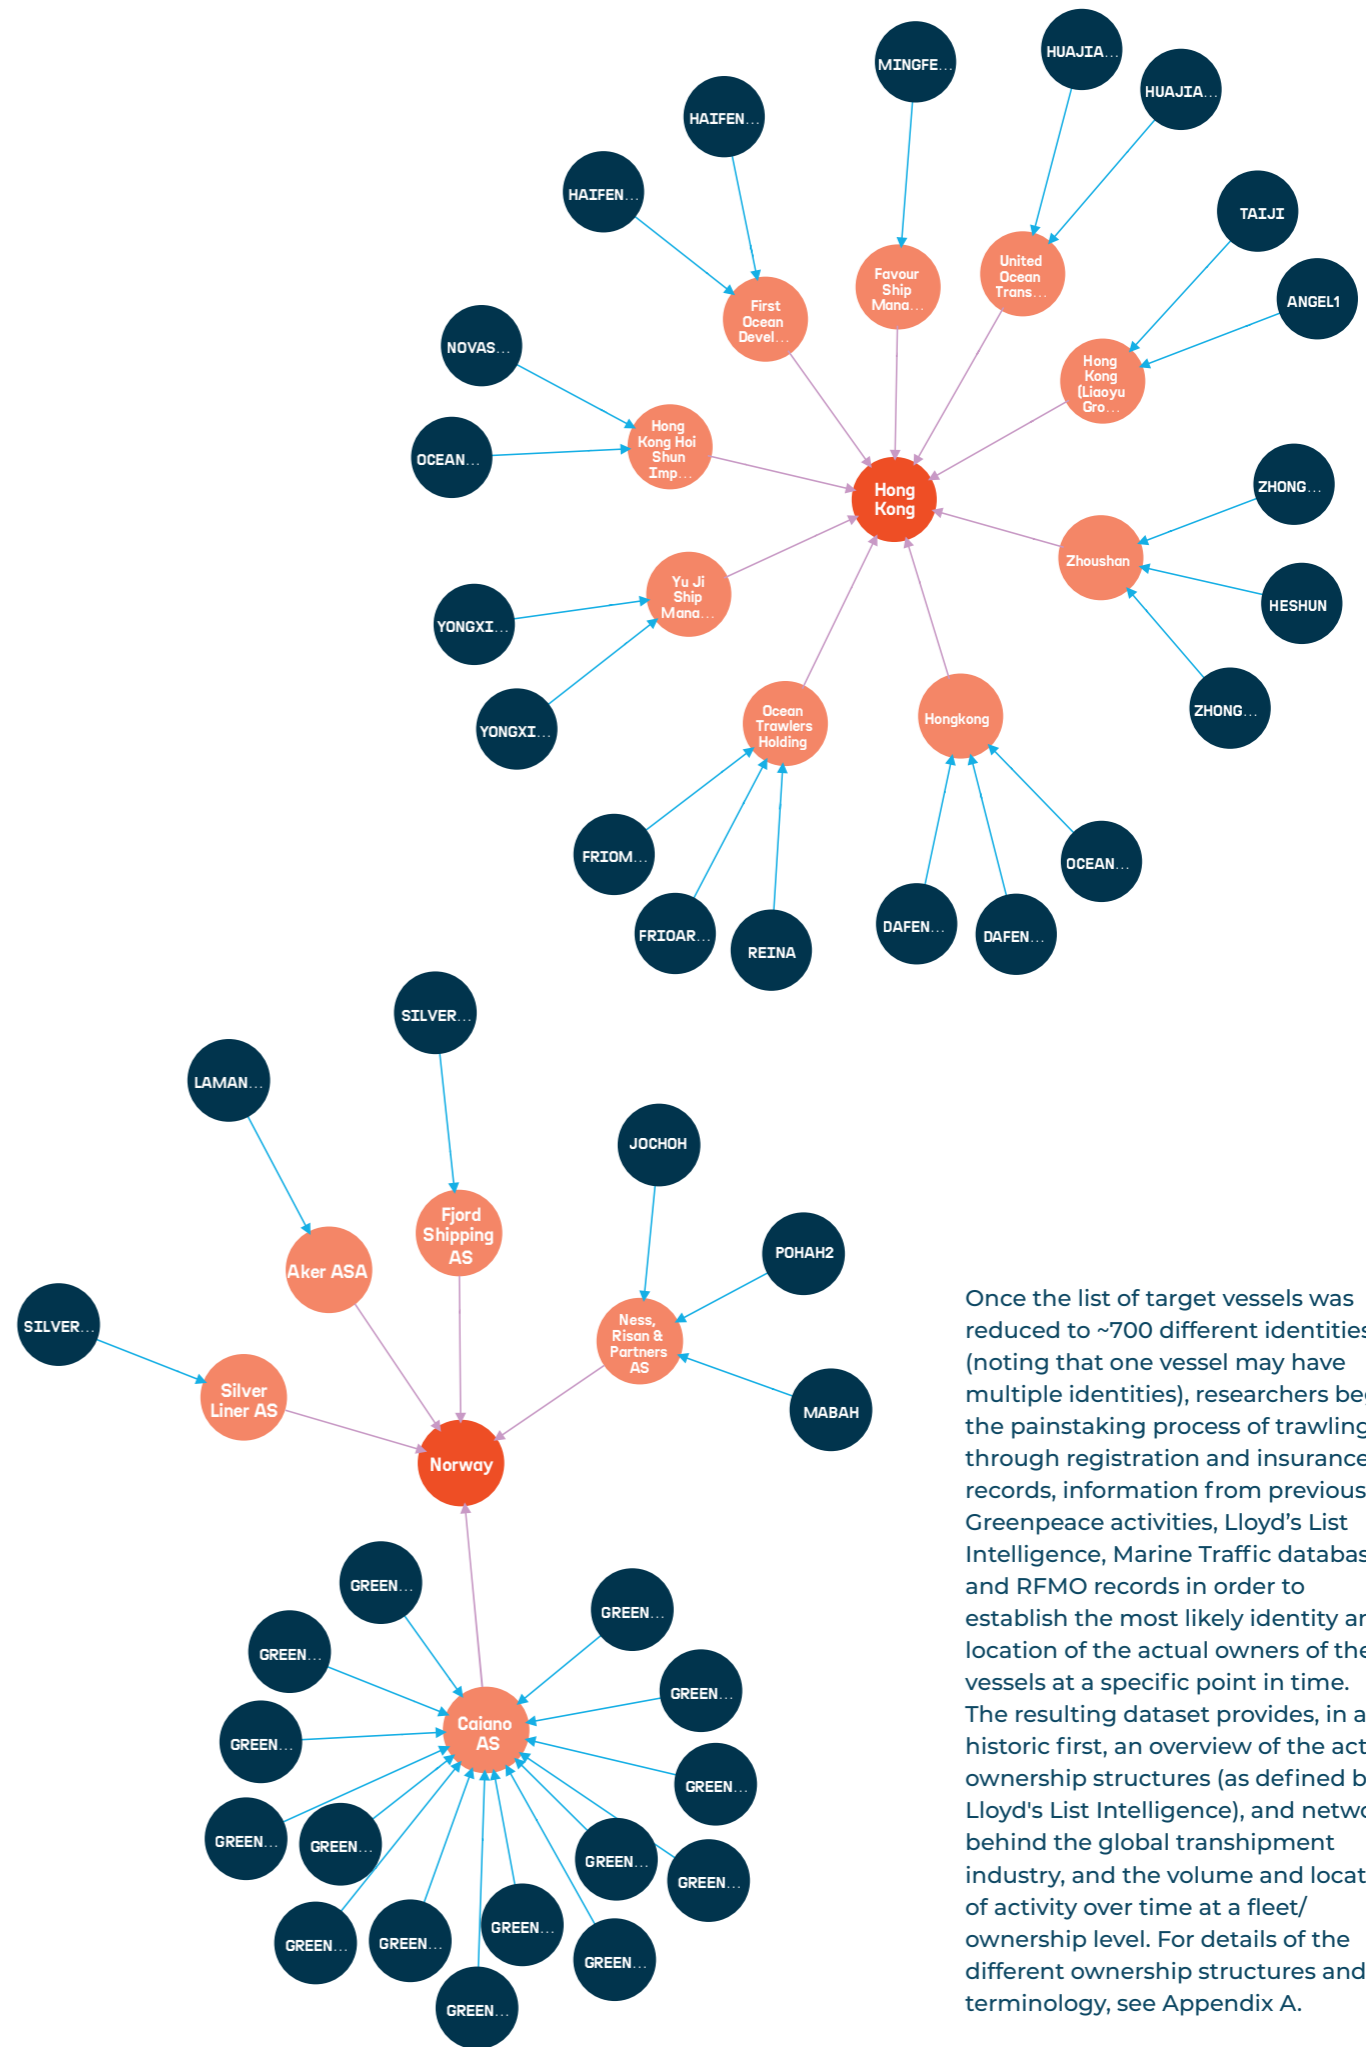 MINGFE...
HUAJIA...
HUAJIA...
HAIFEN...
HAIFEN...
TAIJI
ANGEL1
United
Ocean
Trans...
Favour
Ship
Mana...
First
Ocean
Devel...
NOVAS...
Hong
Kong
(Liaoyu
Gro...
OCEAN...
Hong
Kong Hoi
Shun
Imp...
Hong
Kong
ZHONG...
Zhoushan
HESHUN
Yu Ji
Ship
Mana...
YONGXI...
YONGXI...
ZHONG...
Ocean
Trawlers
Holding
Hongkong
FRIOM...
OCEAN...
FRIOAR...
REINA
DAFEN...
DAFEN...
SILVER...
LAMAN...
JOCHOH
Fjord
Shipping
AS
POHAH2
Aker ASA
SILVER...
Ness,
Risan &
Partners
AS
Silver
Liner AS
MABAH
Norway
GREEN...
GREEN...
GREEN...
GREEN...
GREEN...
Caiano
AS
GREEN...
GREEN...
GREEN...
GREEN...
GREEN...
GREEN...
GREEN...
GREEN...
GREEN...
GREEN...
Once the list of target vessels was
reduced to ~700 different identities
(noting that one vessel may have
multiple identities), researchers
the painstaking process of trawling
through registration and insurance
records, information from previous
Greenpeace activities, Lloyd's List
Intelligence, Marine Traffic
and RFMO records in order to
establish the most likely identity
location of the actual owners of
vessels at a specific point in time.
The resulting dataset provides, in a
historic first, an overview of the
ownership structures (as defined
Lloyd's List Intelligence), and
behind the global transhipment
industry, and the volume and
of activity over time at a fleet/
ownership level. For details of the
different ownership structures and
terminology, see Appendix A.